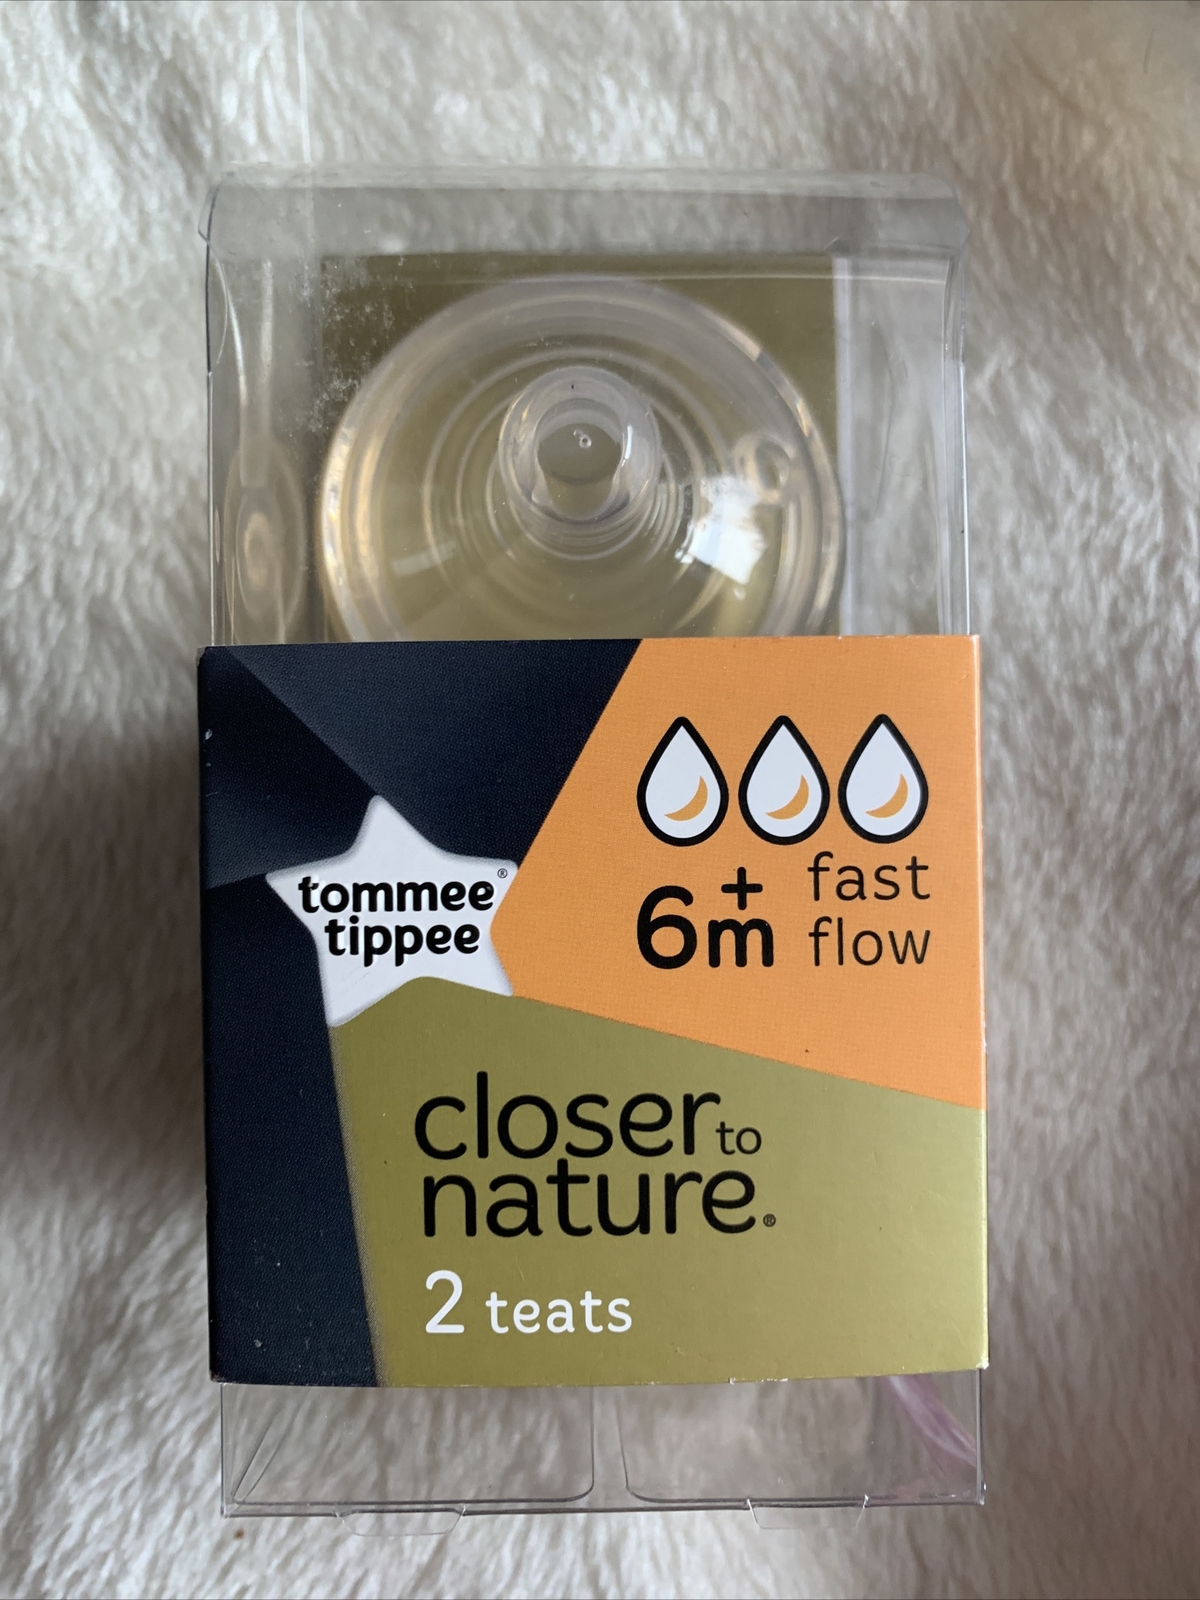 tommee®
tippee
6m+
fast
flow
closer to
nature®
2 teats